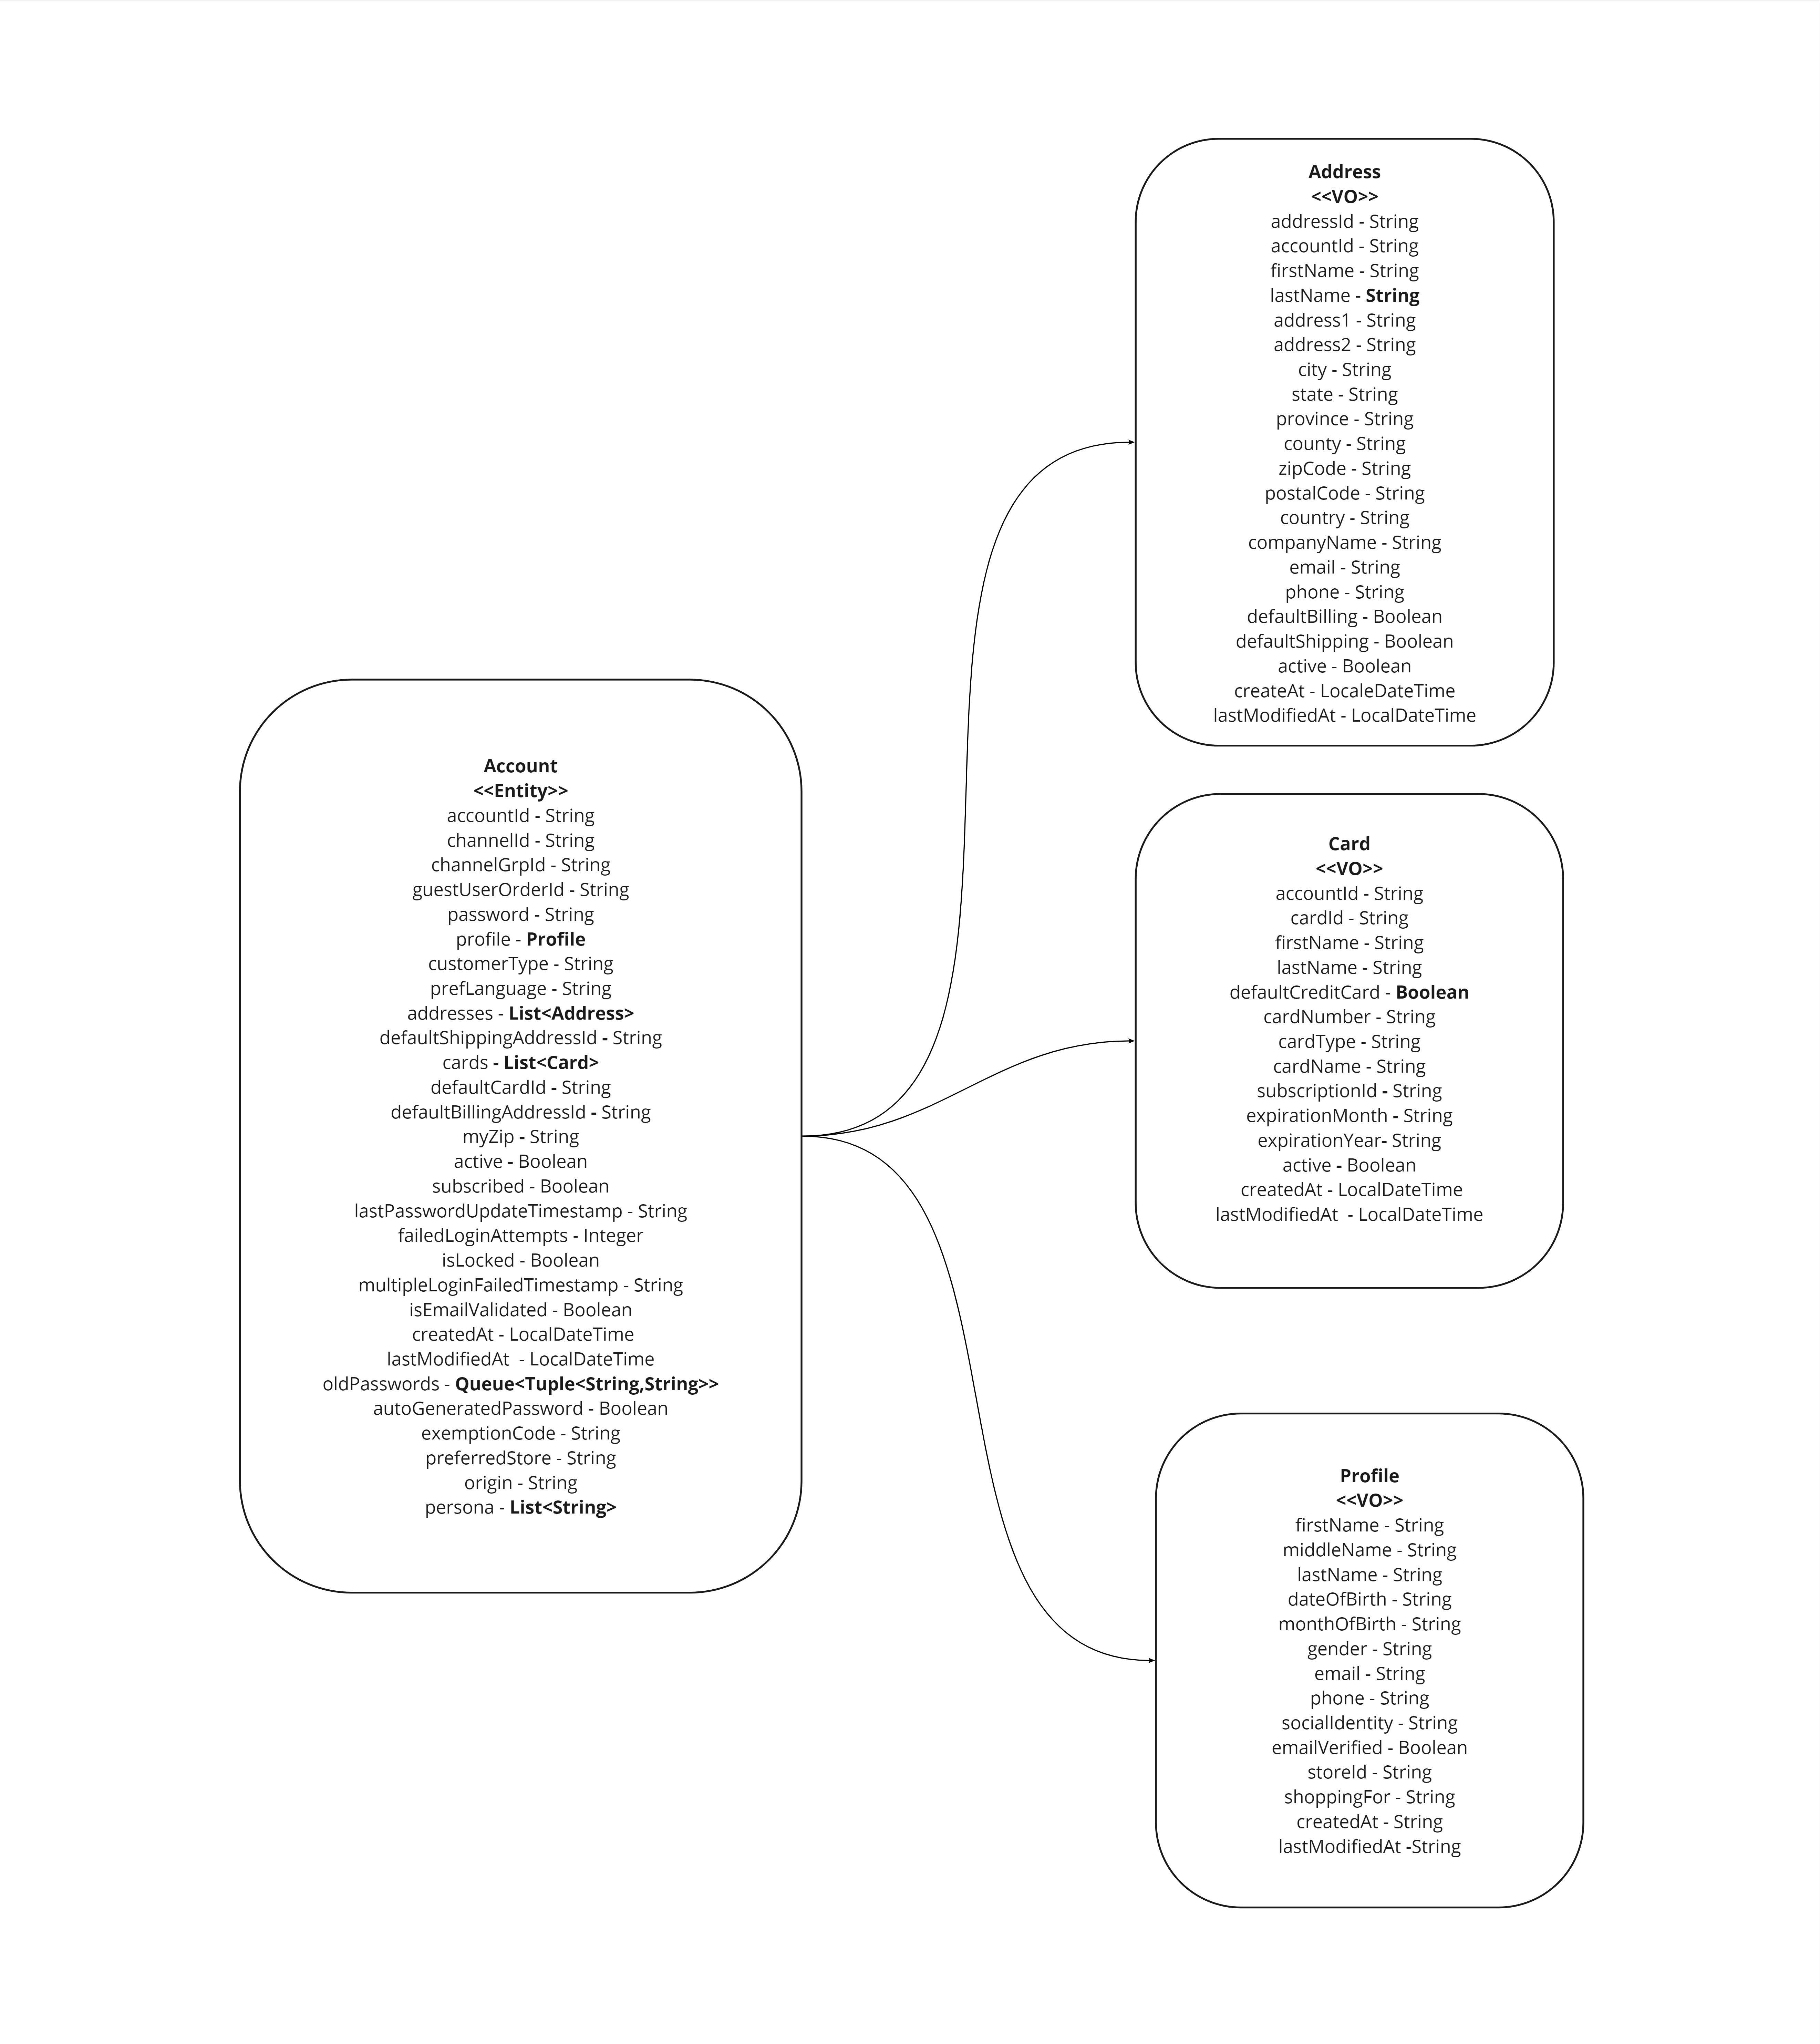 Address
<<VO>>
addressId - String
accountId - String
firstName - String
lastName - String
address1 - String
address2 - String
city - String
state - String
province - String
county - String
zipCode - String
postalCode - String
country - String
companyName - String
email - String
phone - String
defaultBilling - Boolean
defaultShipping - Boolean
active - Boolean
createAt - LocaleDateTime
lastModifiedAt - LocalDateTime
Account
<<Entity>>
accountId - String
channelId - String
channelGrpId - String
guestUserOrderId - String
password - String
profile - Profile
customerType - String
prefLanguage - String
addresses - List<Address>
defaultShippingAddressId - String
cards - List<Card>
defaultCardId - String
defaultBillingAddressId - String
myZip - String
active - Boolean
subscribed - Boolean
lastPasswordUpdateTimestamp - String
failedLoginAttempts - Integer
isLocked - Boolean
multipleLoginFailedTimestamp - String
isEmailValidated - Boolean
createdAt - LocalDateTime
lastModifiedAt  - LocalDateTime
oldPasswords - Queue<Tuple<String,String>>
autoGeneratedPassword - Boolean
exemptionCode - String
preferredStore - String
origin - String
persona - List<String>
Card
<<VO>>
accountId - String
cardId - String
firstName - String
lastName - String
defaultCreditCard - Boolean
cardNumber - String
cardType - String
cardName - String
subscriptionId - String
expirationMonth - String
expirationYear- String
active - Boolean
createdAt - LocalDateTime
lastModifiedAt  - LocalDateTime
Profile
<<VO>>
firstName - String
middleName - String
lastName - String
dateOfBirth - String
monthOfBirth - String
gender - String
email - String
phone - String
socialIdentity - String
emailVerified - Boolean
storeId - String
shoppingFor - String
createdAt - String
lastModifiedAt -String